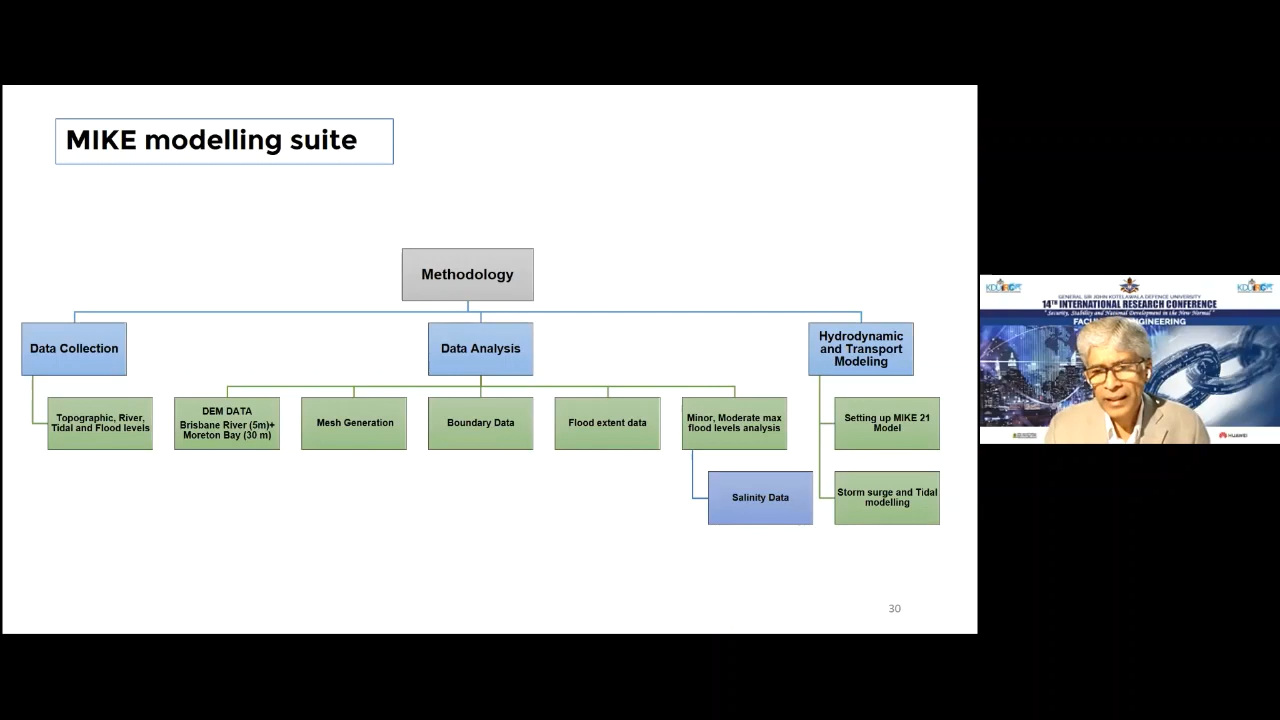 MIKE modelling suite
Methodology
Data Collection
Data Analysis
Hydrodynamic
and Transport
Modeling
Topographic, River,
Tidal and Flood levels
DEM DATA
Brisbane River (5m)+
Moreton Bay (30 m)
Mesh Generation
Boundary Data
Flood extent data
Minor, Moderate max
flood levels analysis
Setting up MIKE 21
Model
Salinity Data
Storm surge and Tidal
modelling
30
GENERAL SIR JOHN KOTELAWALA DEFENCE UNIVERSITY
14TH INTERNATIONAL RESEARCH CONFERENCE
"Security, Stability and National Development in the New Normal"
HUAWEI